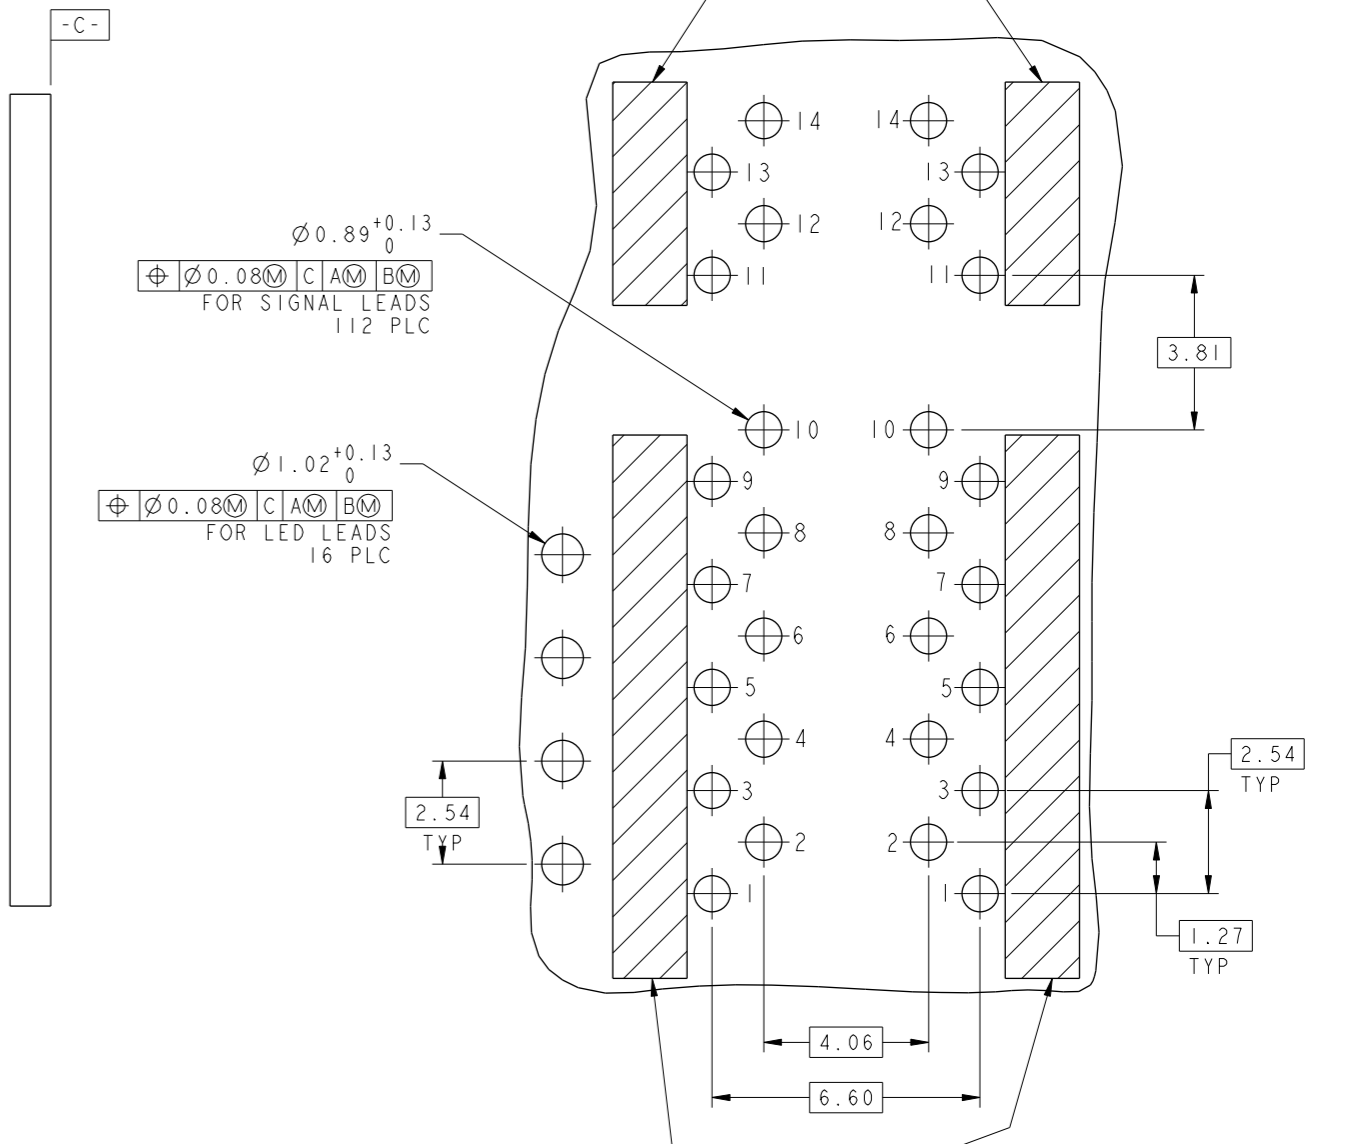 -C-
14 14
13 13
12 12
11 11
Ø0.89 +0.13 0
⌖ Ø0.08Ⓜ C AⓂ BⓂ
FOR SIGNAL LEADS
112 PLC
3.81
10 10
Ø1.02 +0.13 0
⌖ Ø0.08Ⓜ C AⓂ BⓂ
FOR LED LEADS
16 PLC
9 9
8 8
7 7
6 6
5 5
4 4
2.54
TYP
3 3
2.54
TYP
2 2
1 1
1.27
TYP
4.06
6.60